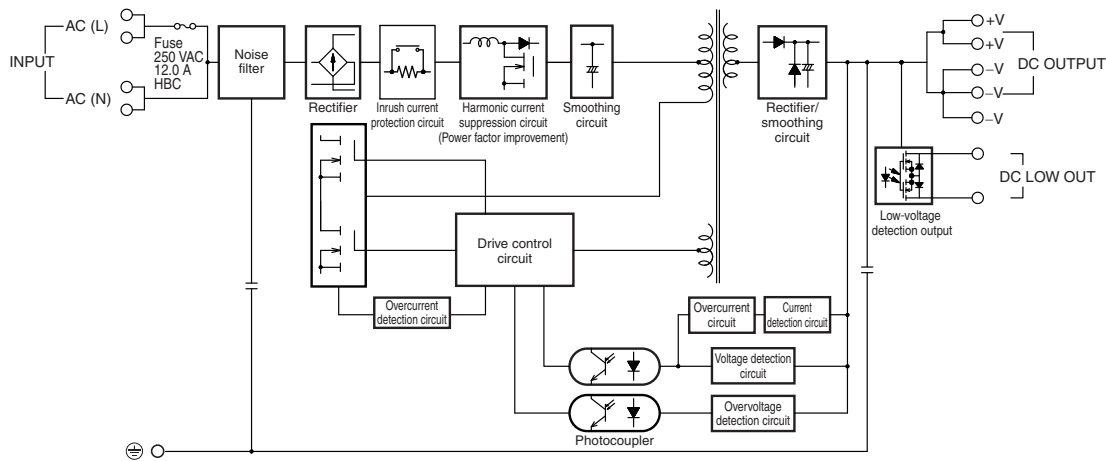 INPUT
AC (L)
AC (N)
Fuse
250 VAC
12.0 A
HBC
Noise
filter
Rectifier
Inrush current
protection circuit
Harmonic current
suppression circuit
(Power factor improvement)
Smoothing
circuit
Rectifier/
smoothing
circuit
+V
+V
–V
–V
–V
DC OUTPUT
DC LOW OUT
Low-voltage
detection output
Drive control
circuit
Overcurrent
detection circuit
Overcurrent
circuit
Current
detection circuit
Voltage detection
circuit
Overvoltage
detection circuit
Photocoupler